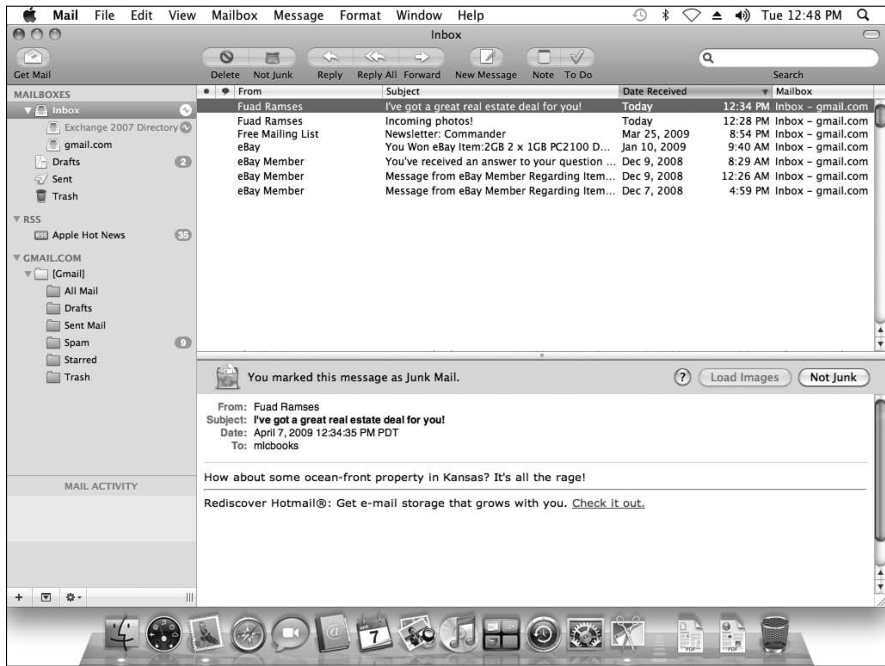 Mail File Edit View Mailbox Message Format Window Help Tue 12:48 PM
Inbox
Get Mail Delete Not Junk Reply Reply All Forward New Message Note To Do Search
MAILBOXES
Inbox
Exchange 2007 Directory
gmail.com
Drafts 2
Sent
Trash
RSS
RSS Apple Hot News 35
GMAIL.COM
[Gmail]
All Mail
Drafts
Sent Mail
Spam 9
Starred
Trash
MAIL ACTIVITY
From Subject Date Received Mailbox
Fuad Ramses I've got a great real estate deal for you! Today 12:34 PM Inbox – gmail.com
Fuad Ramses Incoming photos! Today 12:28 PM Inbox – gmail.com
Free Mailing List Newsletter: Commander Mar 25, 2009 8:54 PM Inbox – gmail.com
eBay You Won eBay Item:2GB 2 x 1GB PC2100 D... Jan 10, 2009 9:40 AM Inbox – gmail.com
eBay Member You've received an answer to your question ... Dec 9, 2008 8:29 AM Inbox – gmail.com
eBay Member Message from eBay Member Regarding Item... Dec 9, 2008 12:26 AM Inbox – gmail.com
eBay Member Message from eBay Member Regarding Item... Dec 7, 2008 4:59 PM Inbox – gmail.com
You marked this message as Junk Mail. ? Load Images Not Junk
From: Fuad Ramses
Subject: I've got a great real estate deal for you!
Date: April 7, 2009 12:34:35 PM PDT
To: mlcbooks
How about some ocean-front property in Kansas? It's all the rage!
Rediscover Hotmail®: Get e-mail storage that grows with you. Check it out.
7
PDF PDF